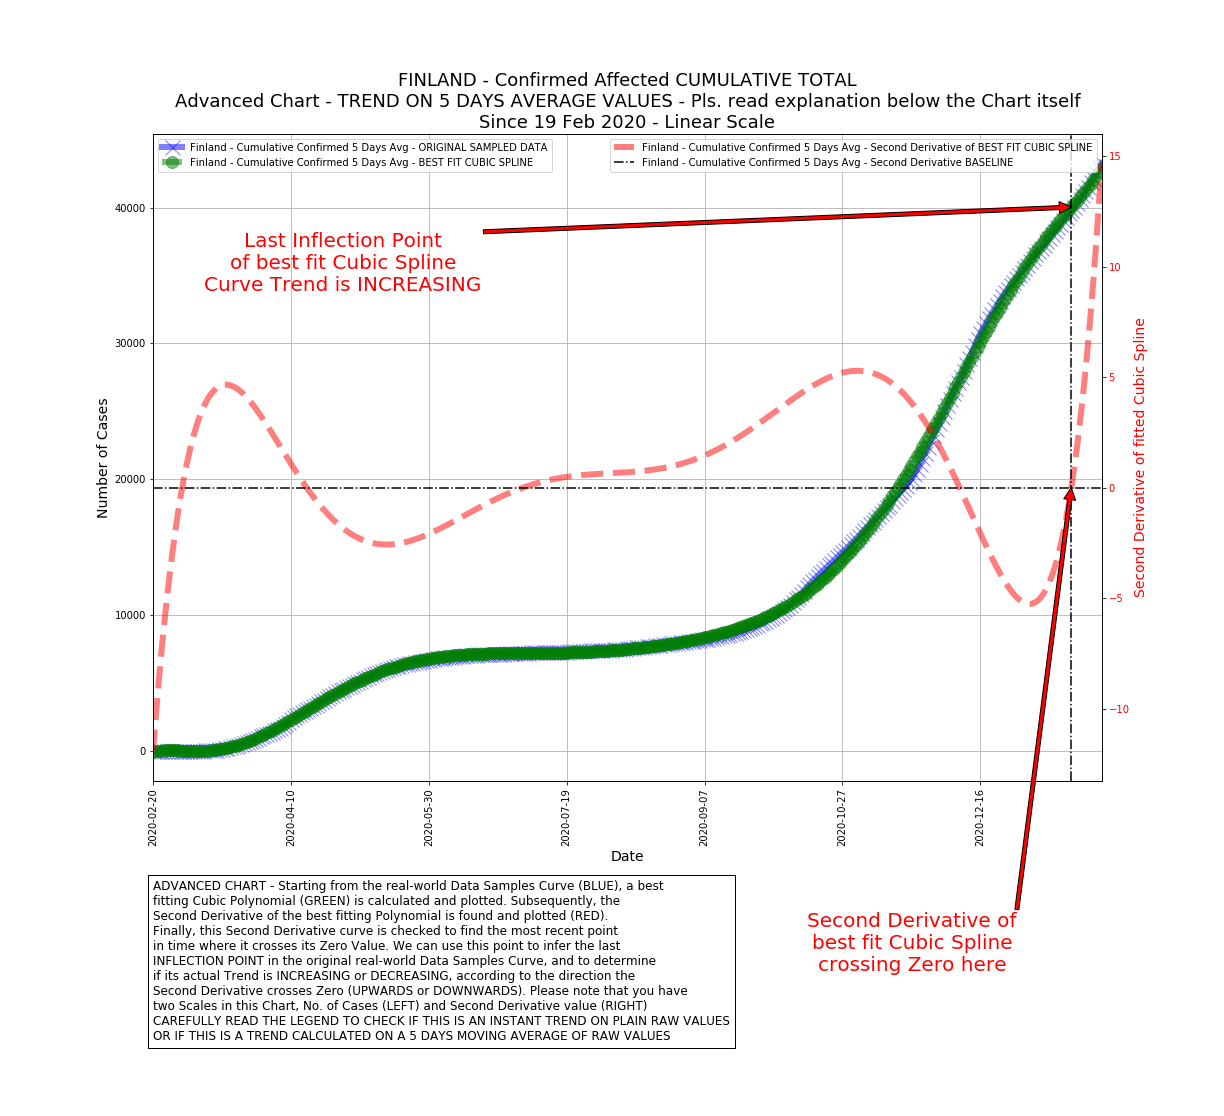 FINLAND - Confirmed Affected CUMULATIVE TOTAL
Advanced Chart - TREND ON 5 DAYS AVERAGE VALUES - Pls. read explanation below the Chart itself
Since 19 Feb 2020 - Linear Scale
Finland - Cumulative Confirmed 5 Days Avg - ORIGINAL SAMPLED DATA
Finland - Cumulative Confirmed 5 Days Avg - BEST FIT CUBIC SPLINE
Finland - Cumulative Confirmed 5 Days Avg - Second Derivative of BEST FIT CUBIC SPLINE
Finland - Cumulative Confirmed 5 Days Avg - Second Derivative BASELINE
Last Inflection Point
of best fit Cubic Spline
Curve Trend is INCREASING
Number of Cases
40000
30000
20000
10000
0
15
10
5
0
−5
−10
Second Derivative of fitted Cubic Spline
2020-02-20
2020-04-10
2020-05-30
2020-07-19
2020-09-07
2020-10-27
2020-12-16
Date
Second Derivative of
best fit Cubic Spline
crossing Zero here
ADVANCED CHART - Starting from the real-world Data Samples Curve (BLUE), a best
fitting Cubic Polynomial (GREEN) is calculated and plotted. Subsequently, the
Second Derivative of the best fitting Polynomial is found and plotted (RED).
Finally, this Second Derivative curve is checked to find the most recent point
in time where it crosses its Zero Value. We can use this point to infer the last
INFLECTION POINT in the original real-world Data Samples Curve, and to determine
if its actual Trend is INCREASING or DECREASING, according to the direction the
Second Derivative crosses Zero (UPWARDS or DOWNWARDS). Please note that you have
two Scales in this Chart, No. of Cases (LEFT) and Second Derivative value (RIGHT)
CAREFULLY READ THE LEGEND TO CHECK IF THIS IS AN INSTANT TREND ON PLAIN RAW VALUES
OR IF THIS IS A TREND CALCULATED ON A 5 DAYS MOVING AVERAGE OF RAW VALUES